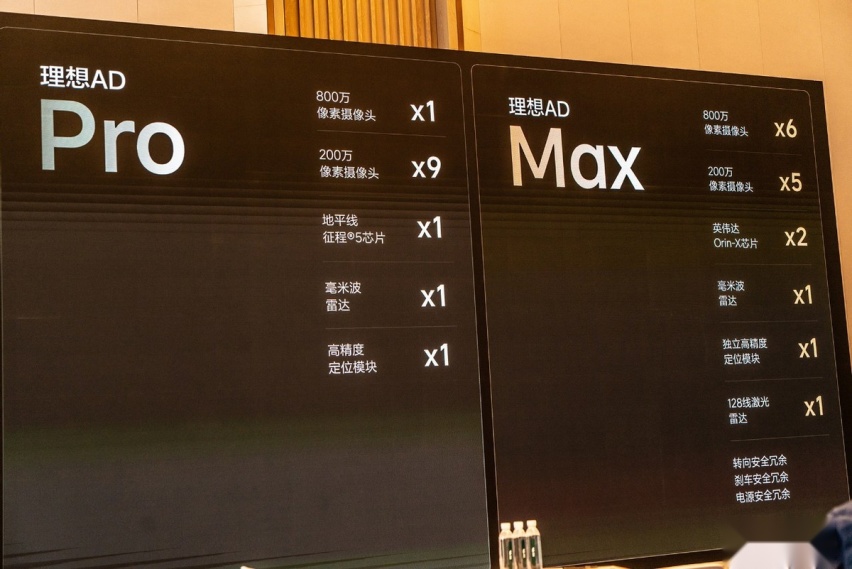 理想AD
Pro
800万
像素摄像头
x1
200万
像素摄像头
x9
地平线
征程®5芯片
x1
毫米波
雷达
x1
高精度
定位模块
x1
理想AD
Max
800万
像素摄像头
x6
200万
像素摄像头
x5
英伟达
Orin-X芯片
x2
毫米波
雷达
x1
独立高精度
定位模块
x1
128线激光
雷达
x1
转向安全冗余
刹车安全冗余
电源安全冗余